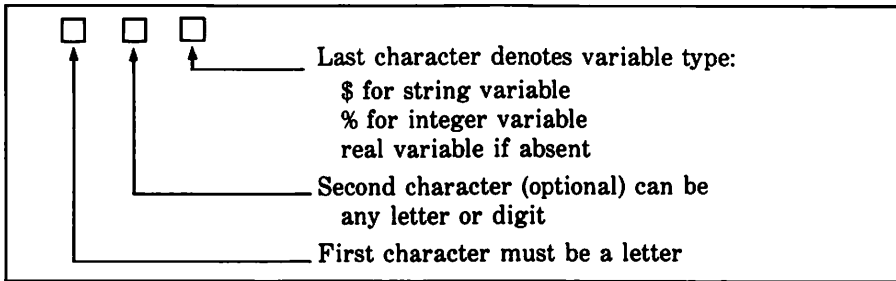 Last character denotes variable type:
$ for string variable
% for integer variable
real variable if absent
Second character (optional) can be
any letter or digit
First character must be a letter